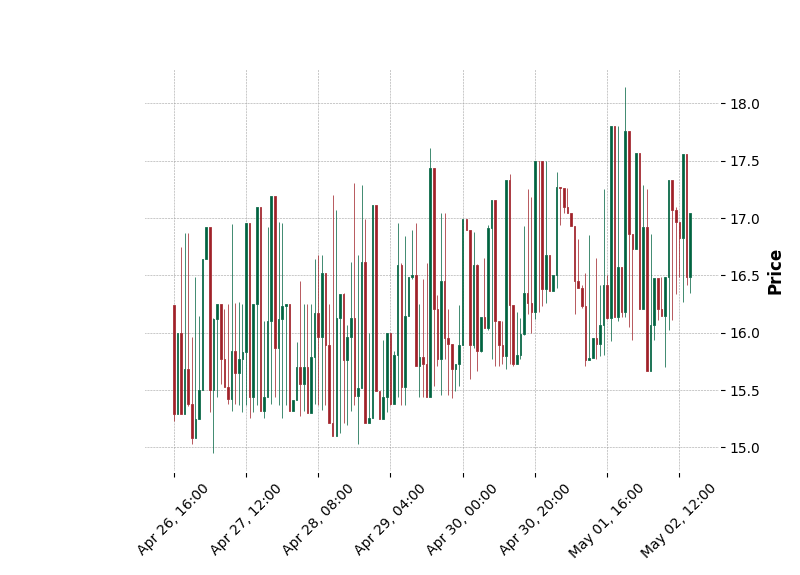 18.0
17.5
17.0
16.5
16.0
15.5
15.0
Price
Apr 26, 16:00
Apr 27, 12:00
Apr 28, 08:00
Apr 29, 04:00
Apr 30, 00:00
Apr 30, 20:00
May 01, 16:00
May 02, 12:00